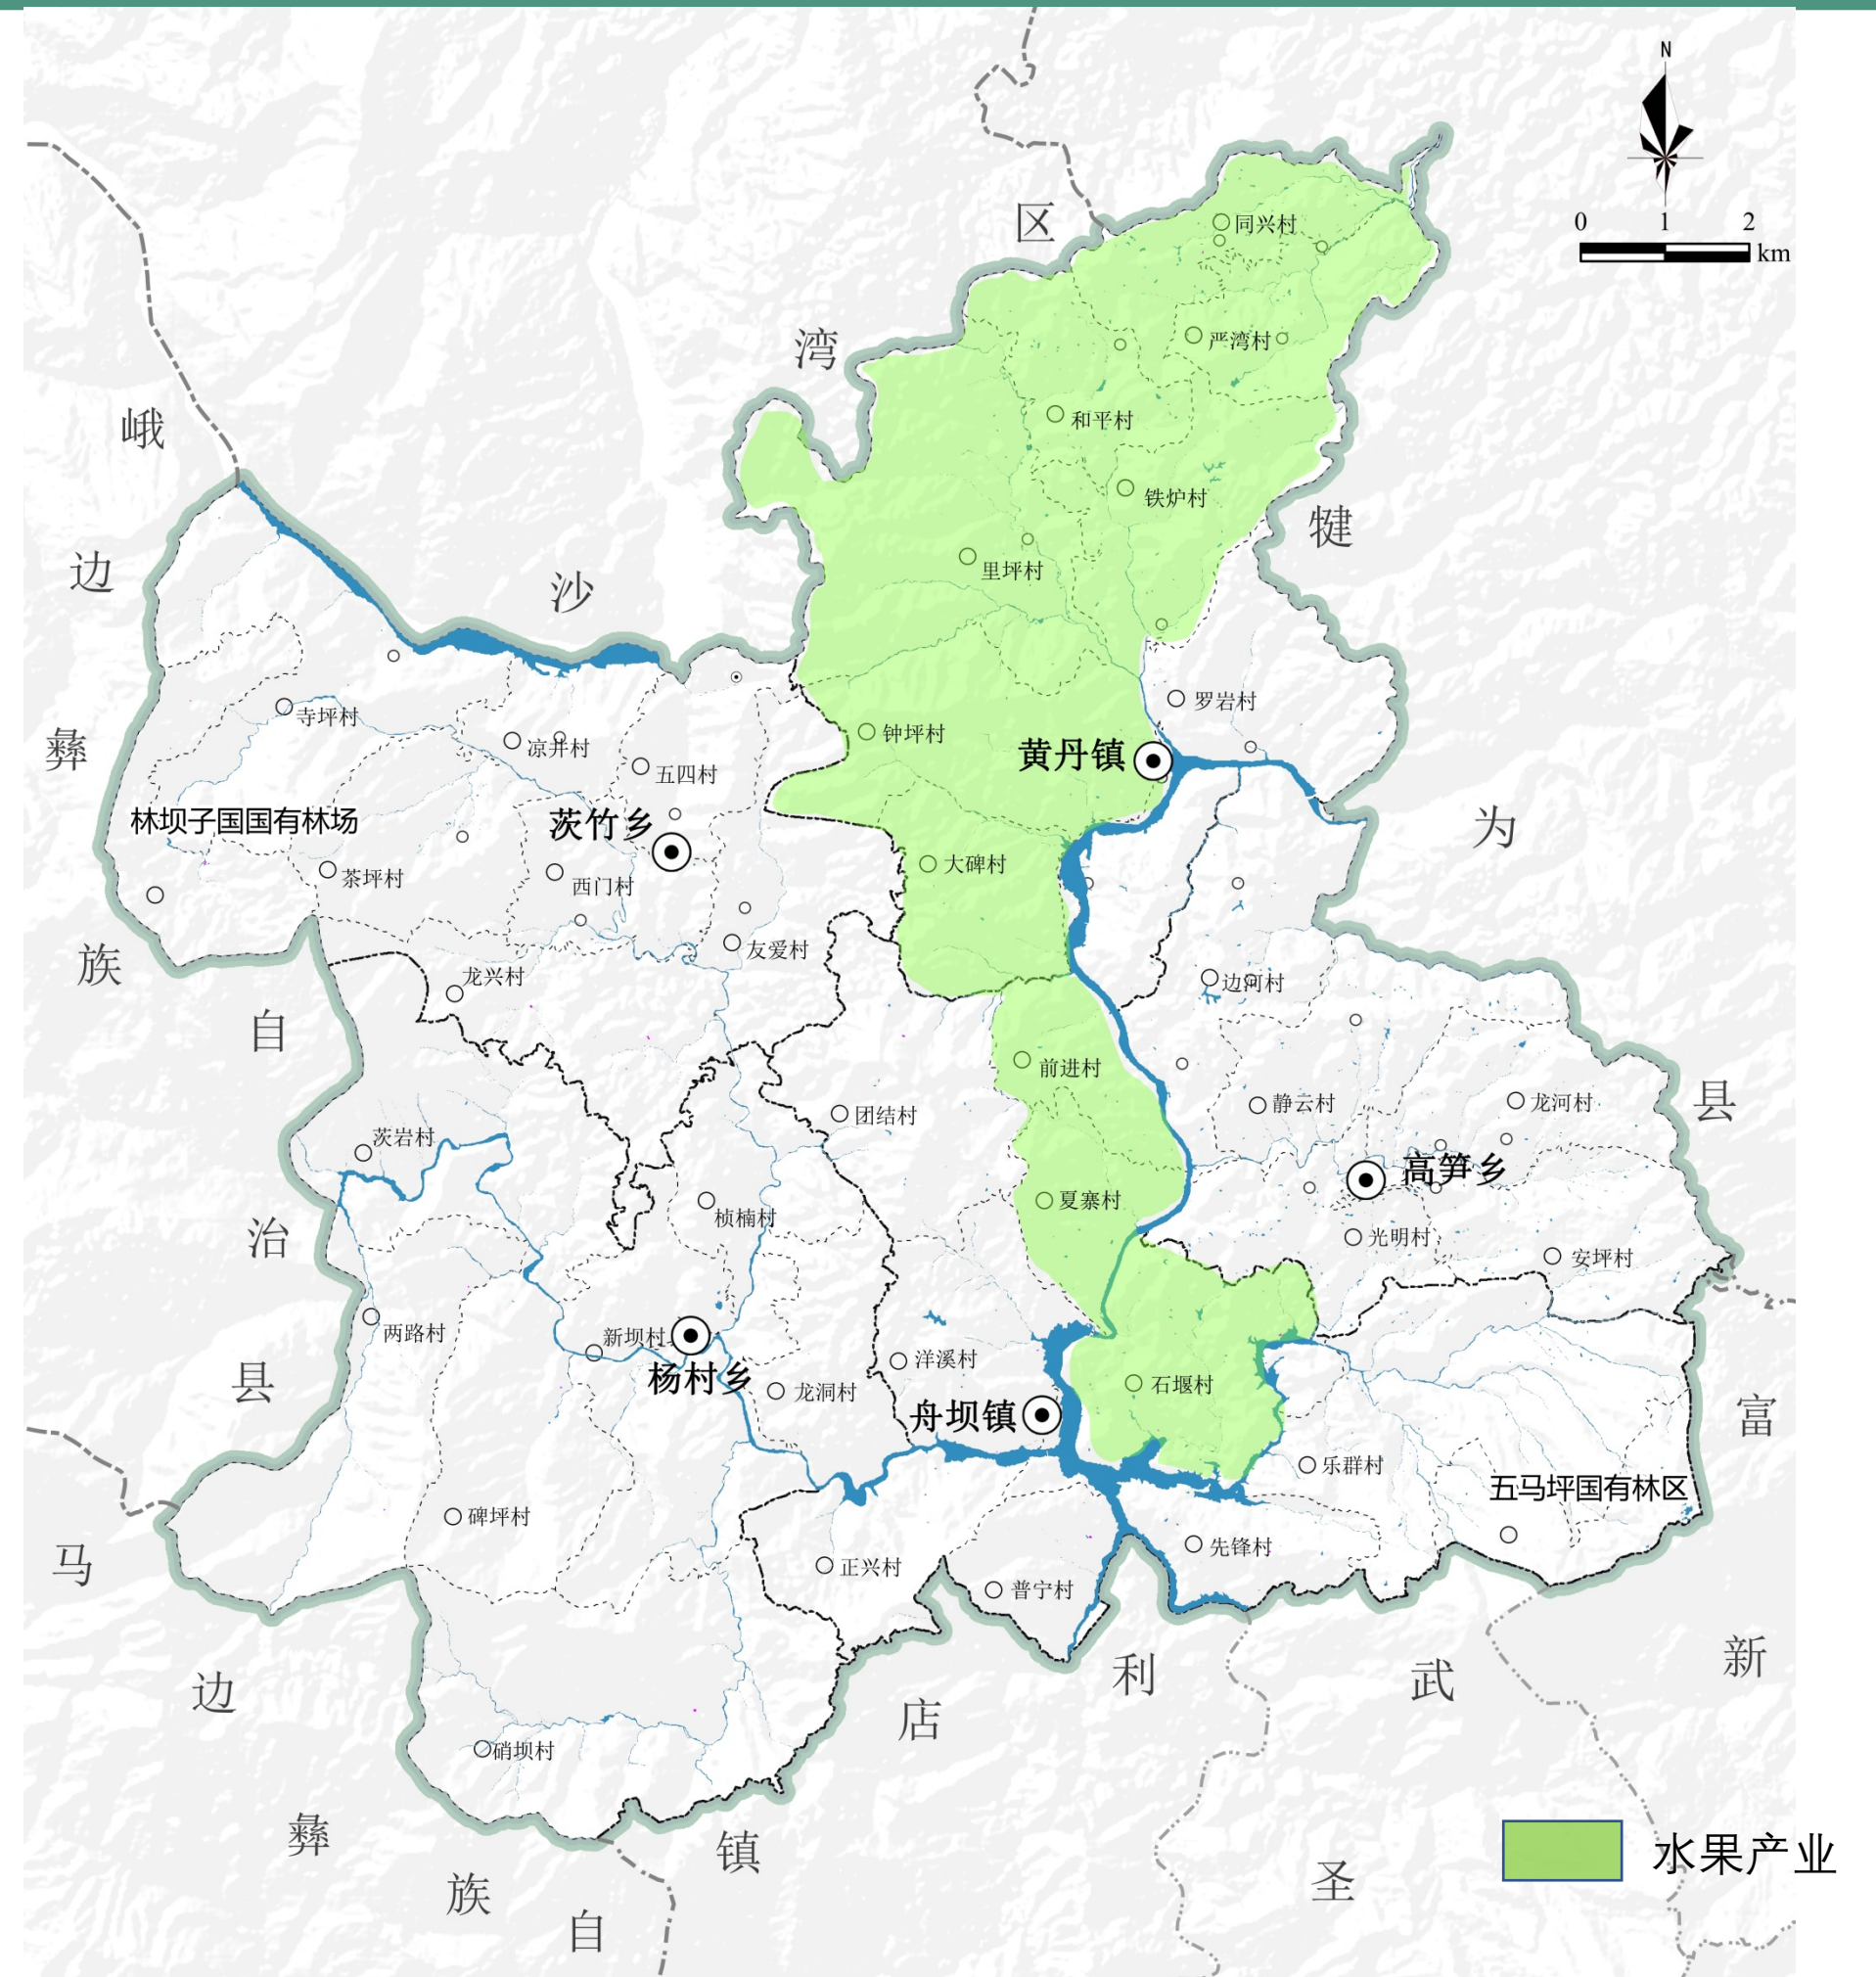 N
0 1 2
km
区
湾
沙
峨
边
彝
族
自
治
县
马
边
彝
族
自
镇
店
利
武
圣
新
富
县
为
犍
同兴村
严湾村
和平村
铁炉村
里坪村
罗岩村
钟坪村
黄丹镇
寺坪村
凉井村
五四村
林坝子国国有林场
茨竹乡
茶坪村
西门村
大碑村
友爱村
龙兴村
边河村
前进村
静云村
龙河村
团结村
茨岩村
高笋乡
夏寨村
桢楠村
光明村
安坪村
两路村
新坝村
杨村乡
洋溪村
龙洞村
石堰村
舟坝镇
乐群村
五马坪国有林区
碑坪村
先锋村
正兴村
普宁村
硝坝村
水果产业